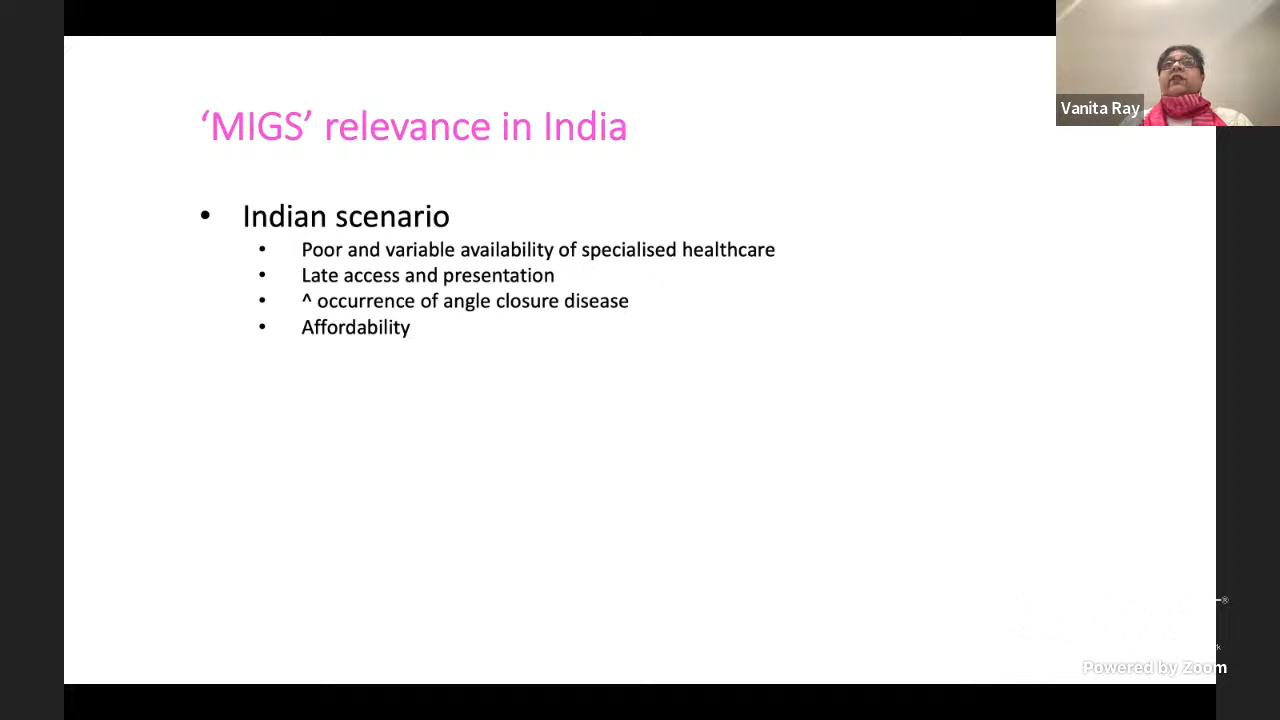 ‘MIGS’ relevance in India
Vanita Ray
• Indian scenario
• Poor and variable availability of specialised healthcare
• Late access and presentation
• ^ occurrence of angle closure disease
• Affordability
®
k
Powered by Zoom